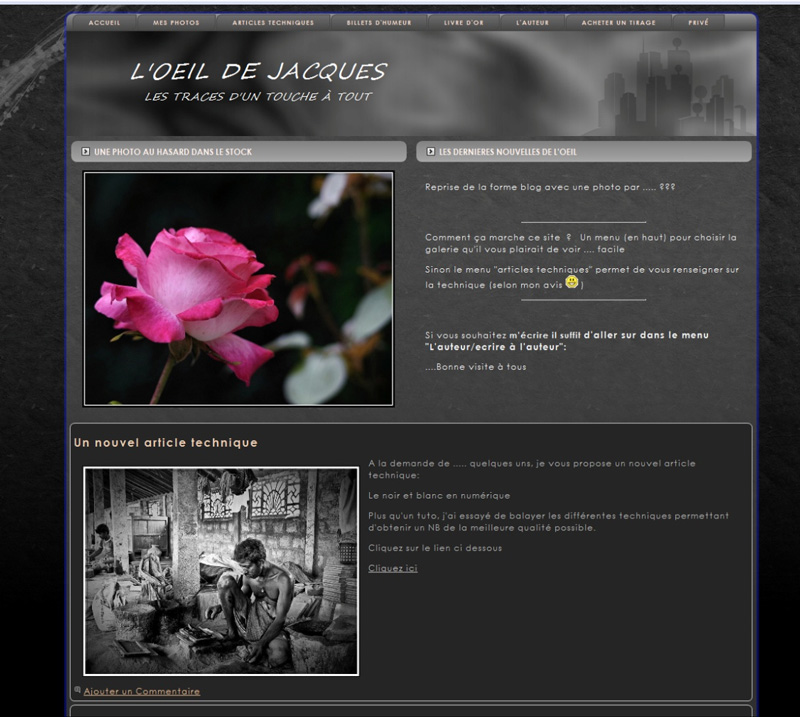 ACCUEIL MES PHOTOS ARTICLES TECHNIQUES BILLETS D'HUMEUR LIVRE D'OR L'AUTEUR ACHETER UN TIRAGE PRIVÉ
L'OEIL DE JACQUES
LES TRACES D'UN TOUCHE À TOUT
UNE PHOTO AU HASARD DANS LE STOCK
LES DERNIERES NOUVELLES DE L'OEIL
Reprise de la forme blog avec une photo par ..... ???
Comment ça marche ce site ? Un menu (en haut) pour choisir la
galerie qu'il vous plairait de voir .... facile
Sinon le menu "articles techniques" permet de vous renseigner sur
la technique (selon mon avis )
Si vous souhaitez m'écrire il suffit d'aller sur dans le menu
"L'auteur/ecrire à l'auteur":
....Bonne visite à tous
Un nouvel article technique
A la demande de ..... quelques uns, je vous propose un nouvel article
technique:
Le noir et blanc en numérique
Plus qu'un tuto, j'ai essayé de balayer les différentes techniques permettant
d'obtenir un NB de la meilleure qualité possible.
Cliquez sur le lien ci dessous
Cliquez ici
Ajouter un Commentaire